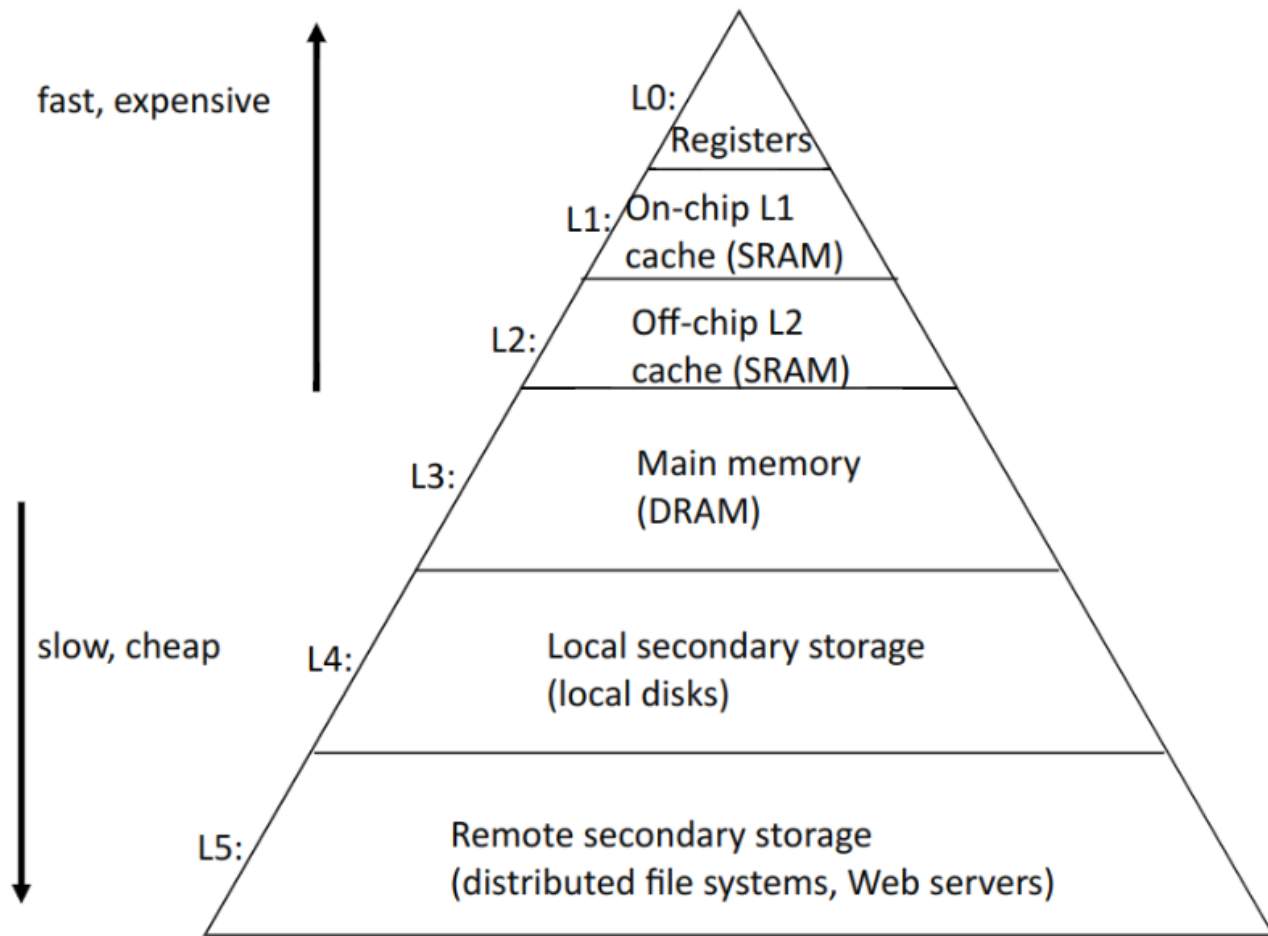 fast, expensive
L0:
Registers
L1:
On-chip L1
cache (SRAM)
L2:
Off-chip L2
cache (SRAM)
L3:
Main memory
(DRAM)
slow, cheap
L4:
Local secondary storage
(local disks)
L5:
Remote secondary storage
(distributed file systems, Web servers)